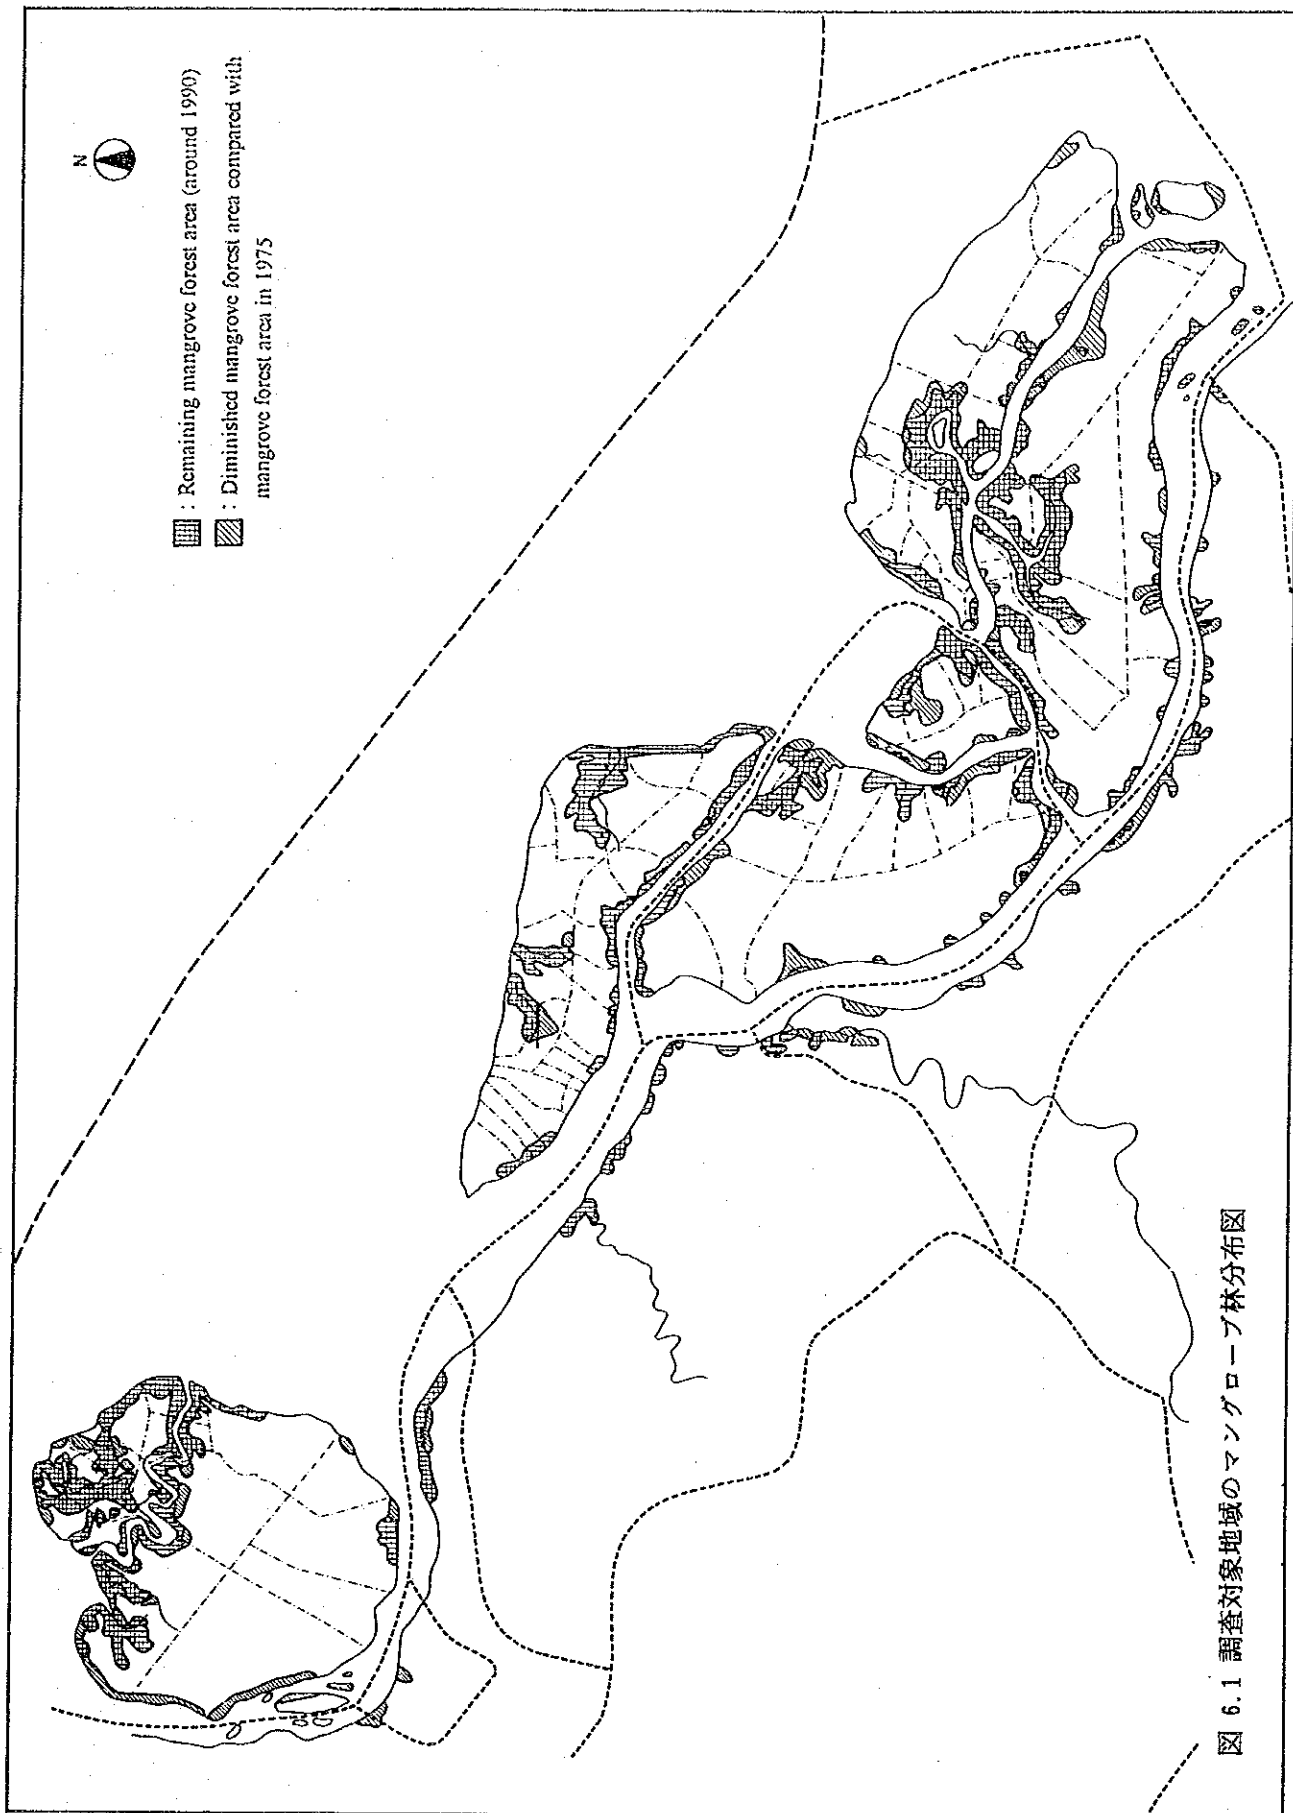 N
: Remaining mangrove forest area (around 1990)
: Diminished mangrove forest area compared with
mangrove forest area in 1975
図 6.1 調査対象地域のマングローブ林分布図